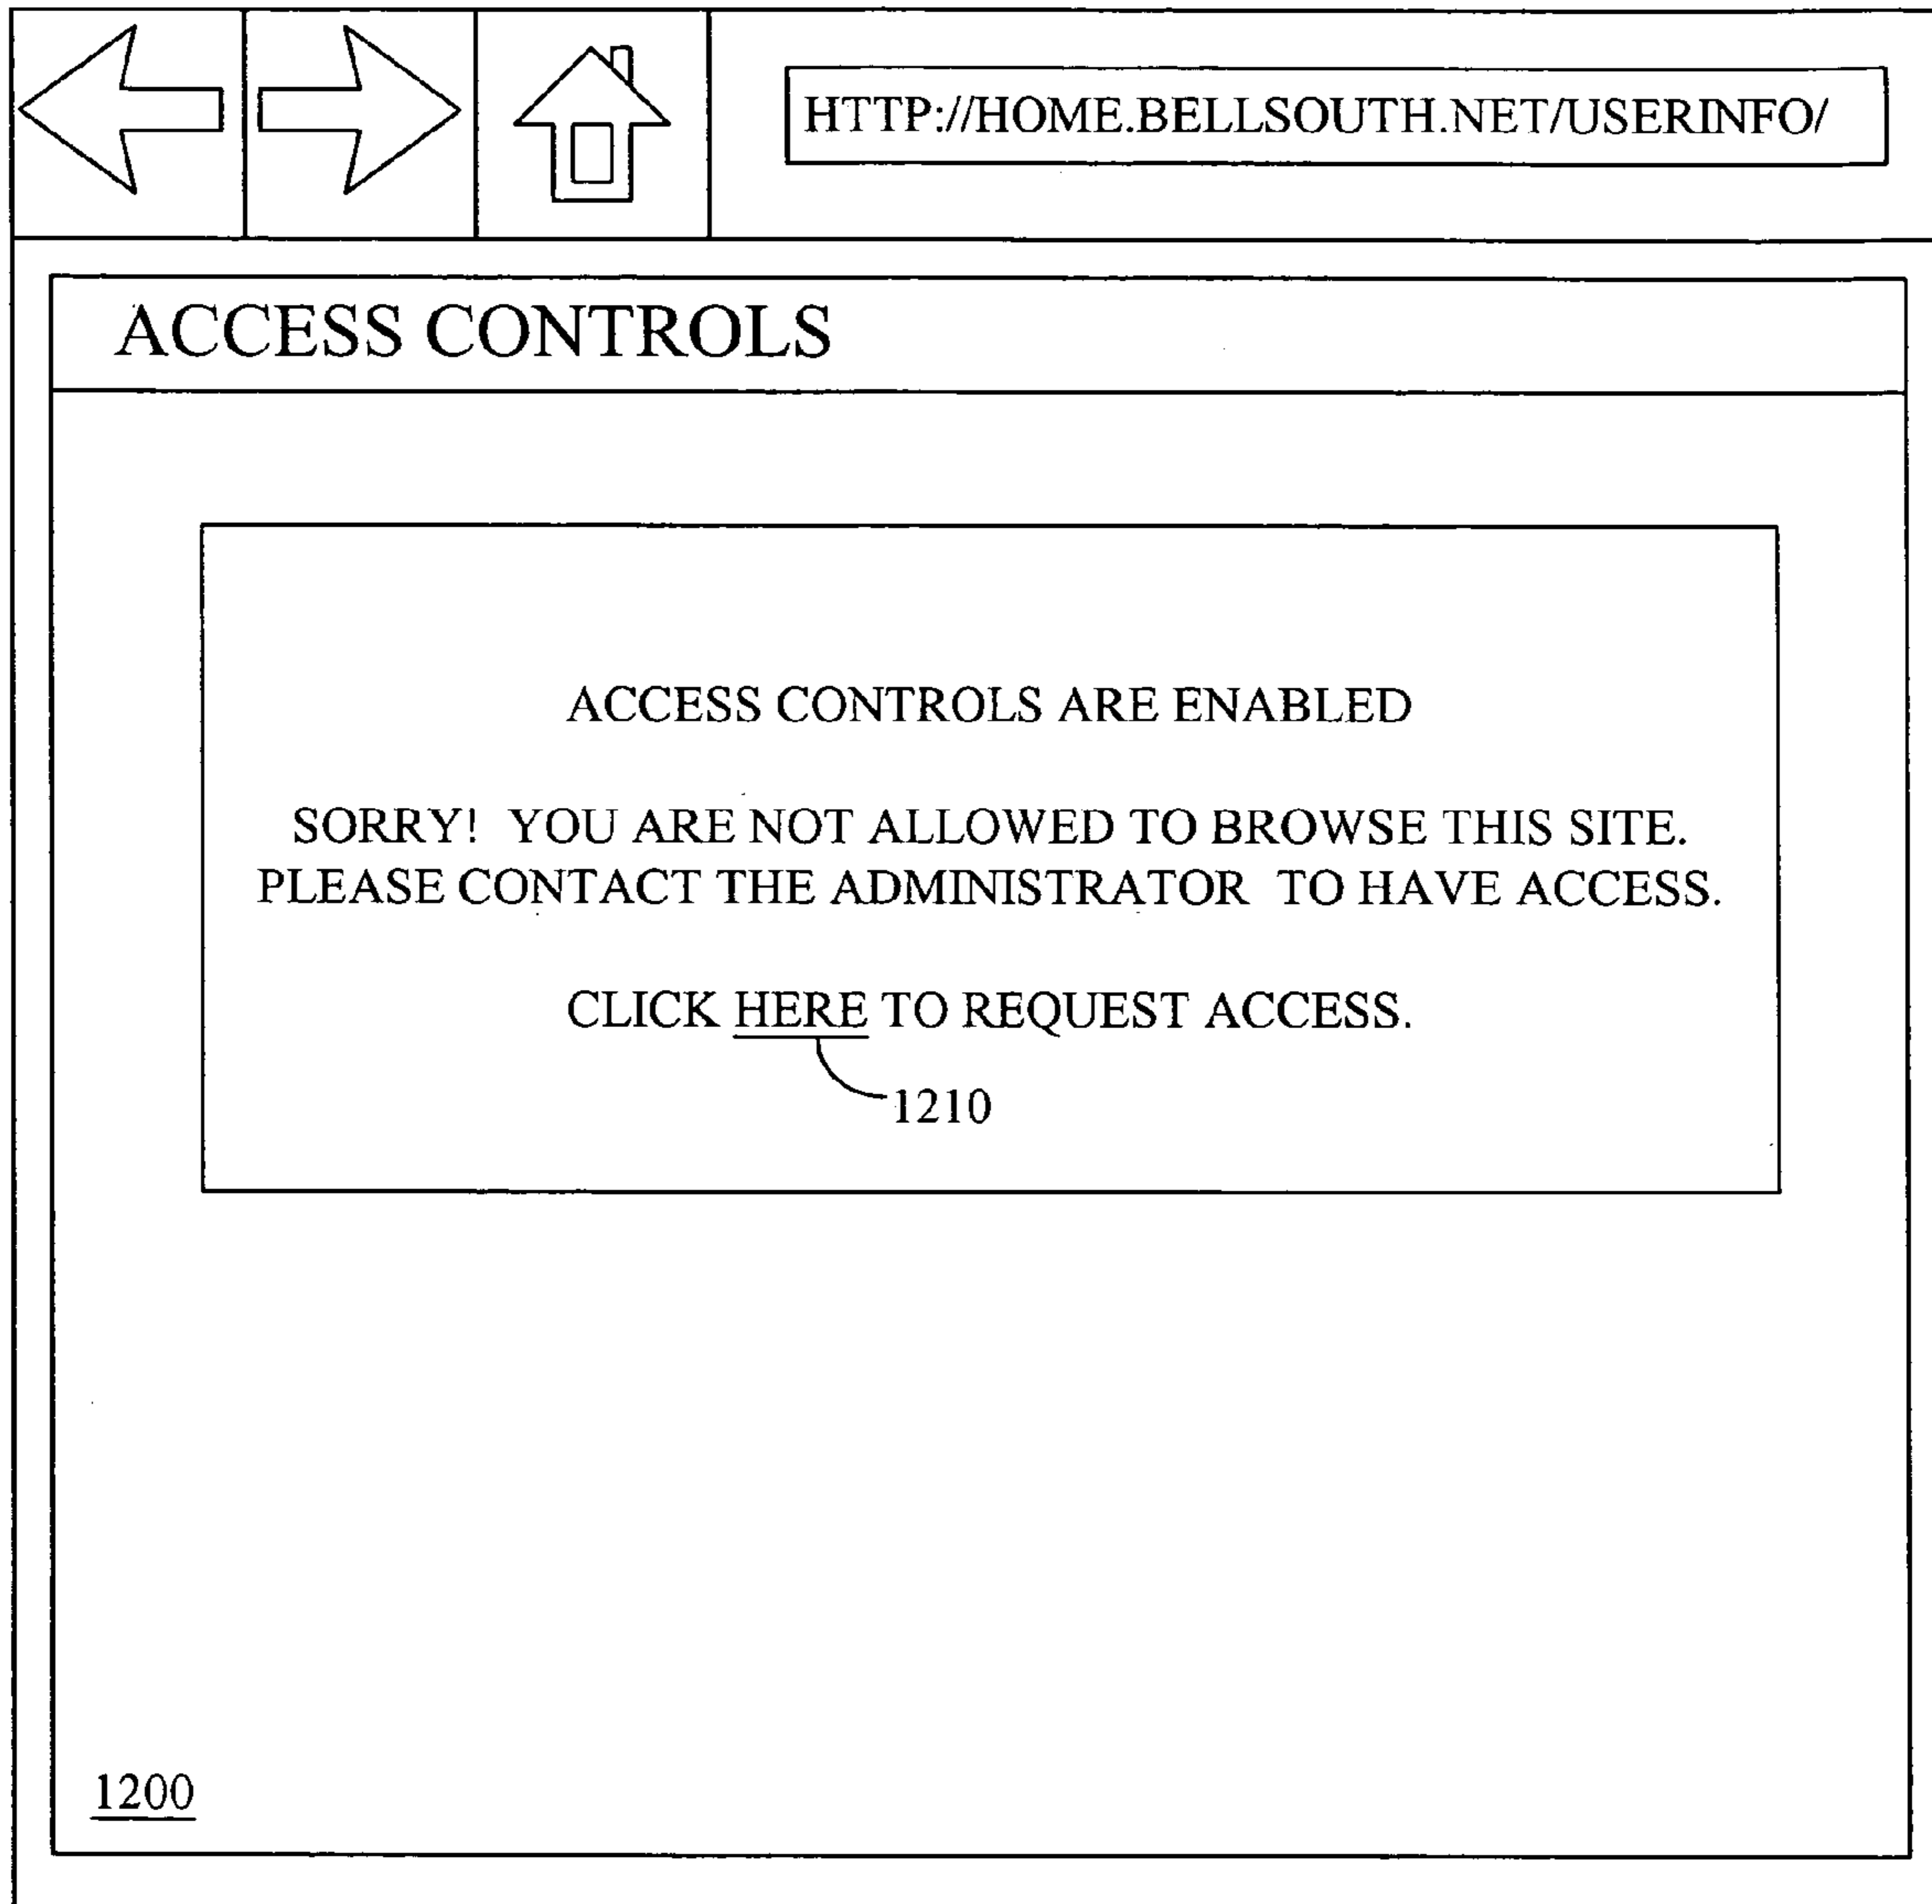 HTTP://HOME.BELLSOUTH.NET/USERINFO/
ACCESS CONTROLS
ACCESS CONTROLS ARE ENABLED
SORRY! YOU ARE NOT ALLOWED TO BROWSE THIS SITE.
PLEASE CONTACT THE ADMINISTRATOR TO HAVE ACCESS.
CLICK HERE TO REQUEST ACCESS.
1210
1200